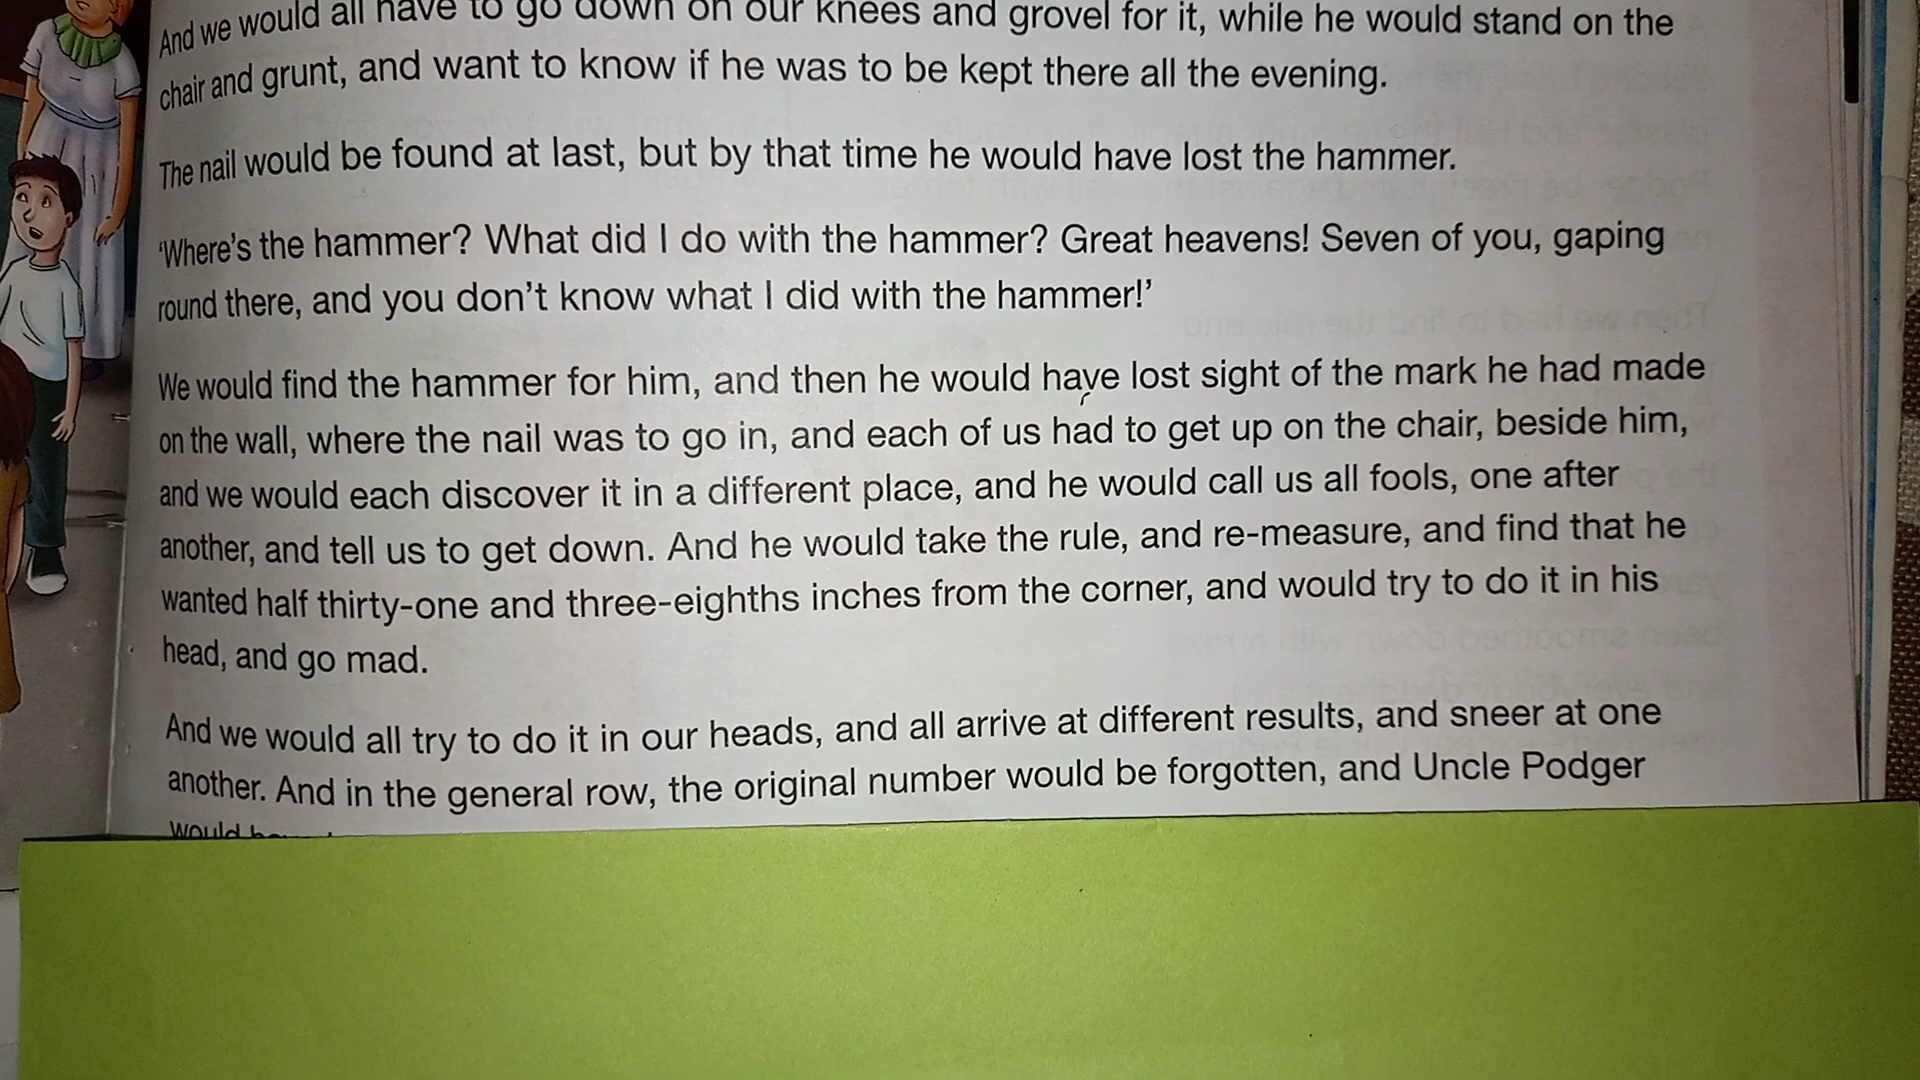 And we would all have to go down on our knees and grovel for it, while he would stand on the
chair and grunt, and want to know if he was to be kept there all the evening.
The nail would be found at last, but by that time he would have lost the hammer.
‘Where’s the hammer? What did I do with the hammer? Great heavens! Seven of you, gaping
round there, and you don’t know what I did with the hammer!’
We would find the hammer for him, and then he would have lost sight of the mark he had made
on the wall, where the nail was to go in, and each of us had to get up on the chair, beside him,
and we would each discover it in a different place, and he would call us all fools, one after
another, and tell us to get down. And he would take the rule, and re-measure, and find that he
wanted half thirty-one and three-eighths inches from the corner, and would try to do it in his
head, and go mad.
And we would all try to do it in our heads, and all arrive at different results, and sneer at one
another. And in the general row, the original number would be forgotten, and Uncle Podger
would